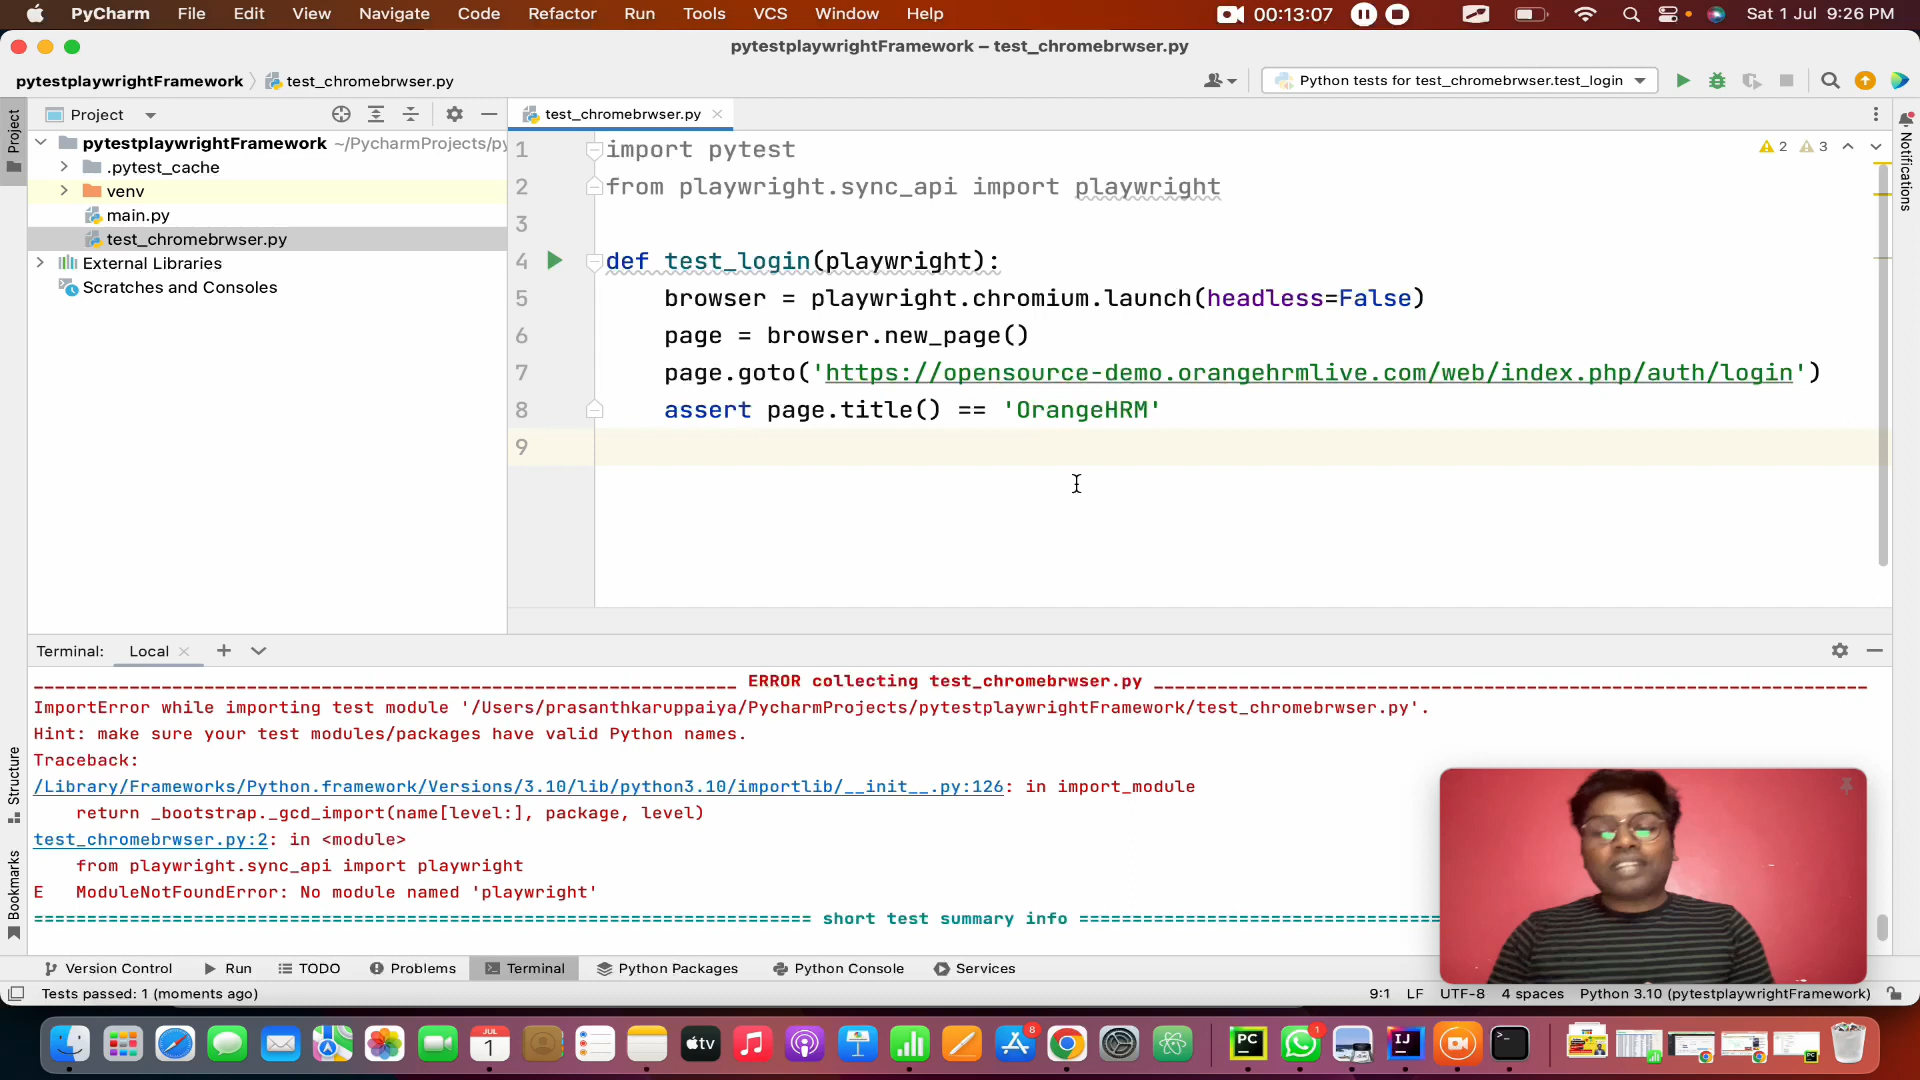 PyCharm File Edit View Navigate Code Refactor Run Tools VCS Window Help 00:13:07 Sat 1 Jul 9:26 PM
pytestplaywrightFramework – test_chromebrwser.py
pytestplaywrightFramework test_chromebrwser.py Python tests for test_chromebrwser.test_login
Project
Project
test_chromebrwser.py
pytestplaywrightFramework ~/PycharmProjects/py
.pytest_cache
venv
main.py
test_chromebrwser.py
External Libraries
Scratches and Consoles
2 3
Notifications
1 import pytest
2 from playwright.sync_api import playwright
3
4 def test_login(playwright):
5 browser = playwright.chromium.launch(headless=False)
6 page = browser.new_page()
7 page.goto('https://opensource-demo.orangehrmlive.com/web/index.php/auth/login')
8 assert page.title() == 'OrangeHRM'
9
Terminal: Local
ERROR collecting test_chromebrwser.py
ImportError while importing test module '/Users/prasanthkaruppaiya/PycharmProjects/pytestplaywrightFramework/test_chromebrwser.py'.
Hint: make sure your test modules/packages have valid Python names.
Traceback:
/Library/Frameworks/Python.framework/Versions/3.10/lib/python3.10/importlib/__init__.py:126: in import_module
return _bootstrap._gcd_import(name[level:], package, level)
test_chromebrwser.py:2: in <module>
from playwright.sync_api import playwright
E ModuleNotFoundError: No module named 'playwright'
short test summary info
Structure
Bookmarks
Version Control Run TODO Problems Terminal Python Packages Python Console Services
Tests passed: 1 (moments ago) 9:1 LF UTF-8 4 spaces Python 3.10 (pytestplaywrightFramework)
JUL
1
tv
8
PC
1
IJ